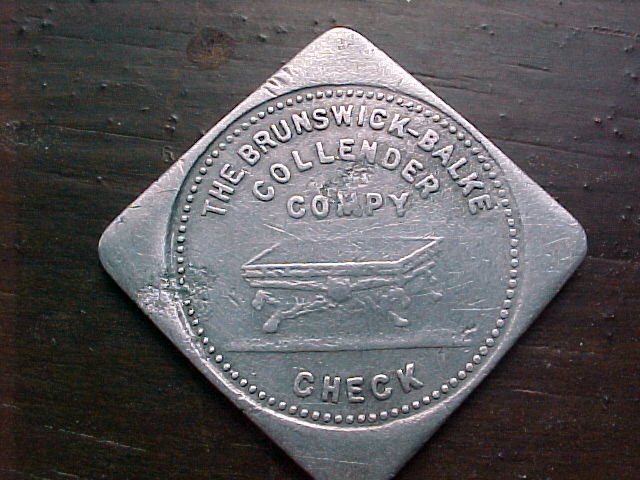 THE BRUNSWICK-BALKE
COLLENDER
COMPY
CHECK